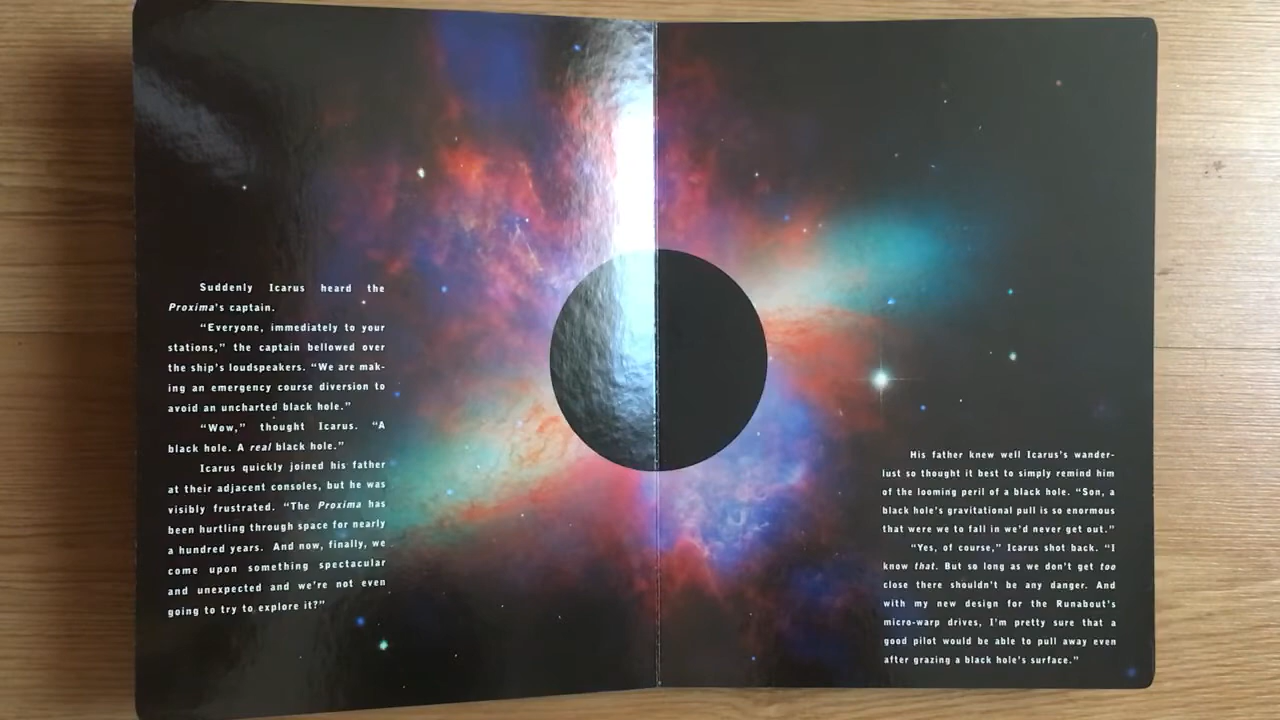 Suddenly Icarus heard the
Proxima's captain.
“Everyone, immediately to your
stations,” the captain bellowed over
the ship's loudspeakers. “We are mak-
ing an emergency course diversion to
avoid an uncharted black hole.”
“Wow,” thought Icarus. “A
black hole. A real black hole.”
Icarus quickly joined his father
at their adjacent consoles, but he was
visibly frustrated. “The Proxima has
been hurtling through space for nearly
a hundred years. And now, finally, we
come upon something spectacular
and unexpected and we're not even
going to try to explore it?”
His father knew well Icarus's wander-
lust so thought it best to simply remind him
of the looming peril of a black hole. “Son, a
black hole's gravitational pull is so enormous
that were we to fall in we'd never get out.”
“Yes, of course,” Icarus shot back. “I
know that. But so long as we don't get too
close there shouldn't be any danger. And
with my new design for the Runabout's
micro-warp drives, I'm pretty sure that a
good pilot would be able to pull away even
after grazing a black hole's surface.”